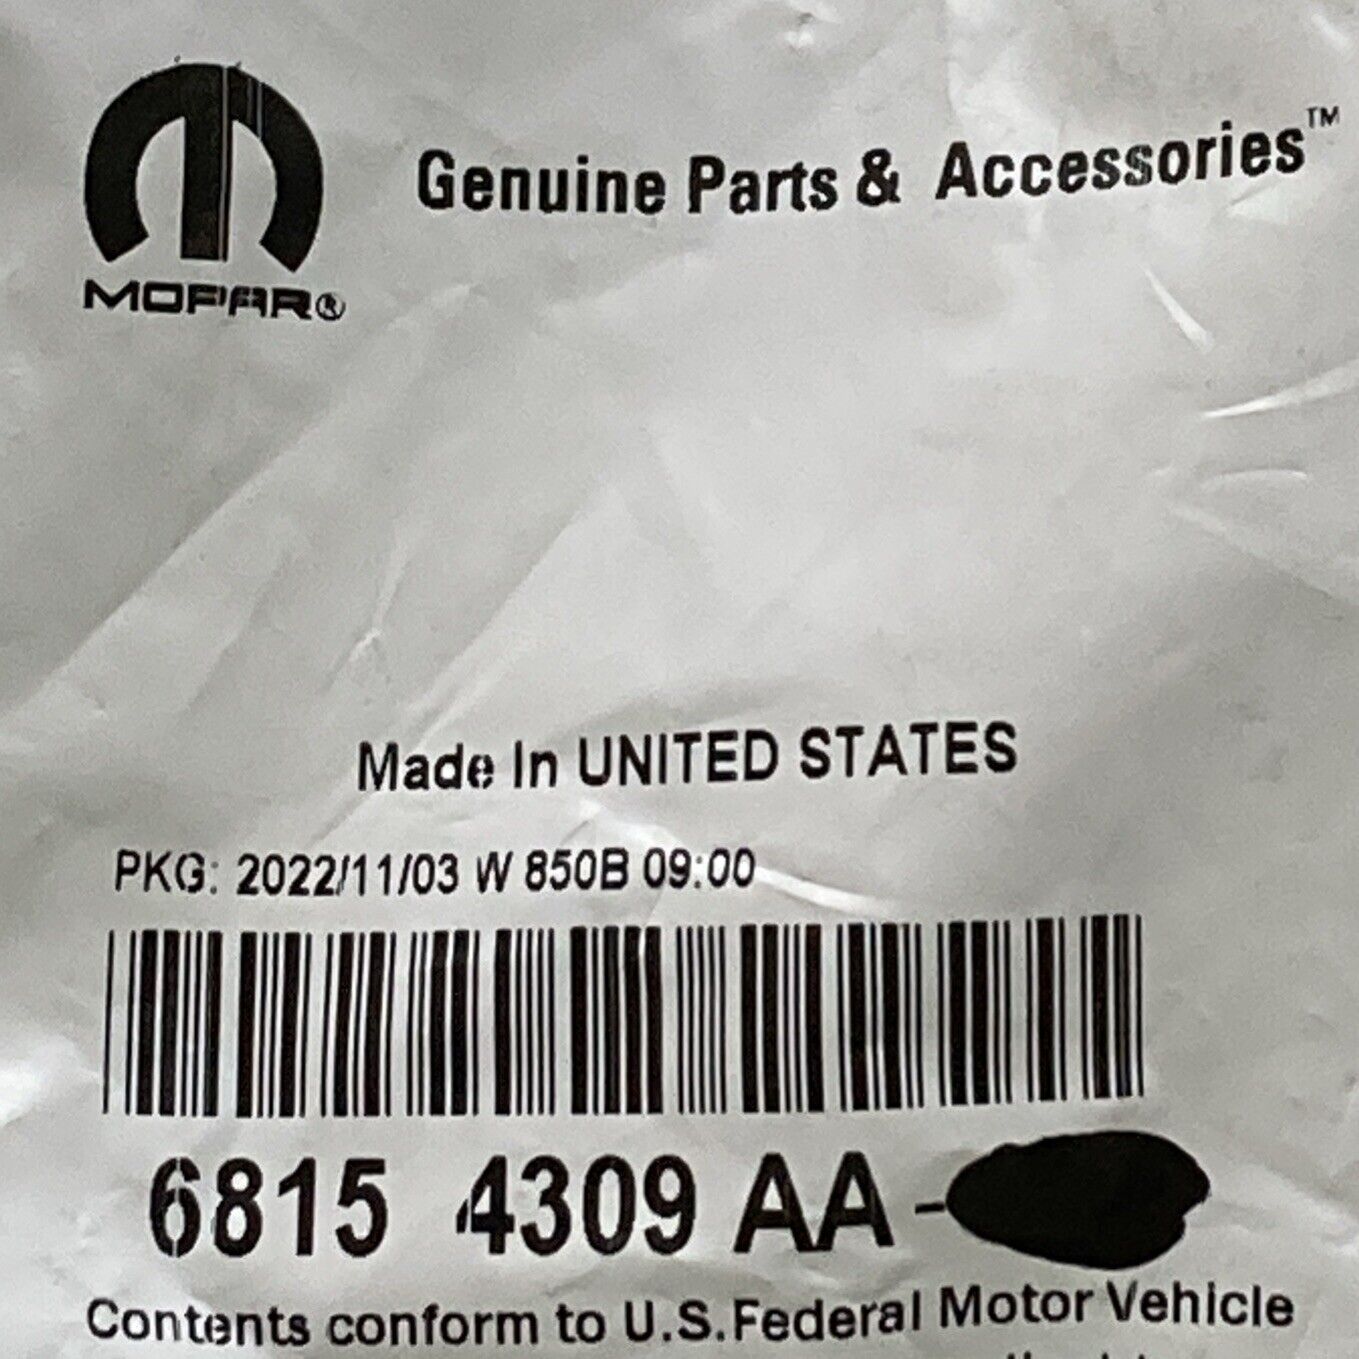 Genuine Parts & Accessories™
MOPAR®
Made In UNITED STATES
PKG: 2022/11/03 W 850B 09:00
6815 4309 AA-
Contents conform to U.S. Federal Motor Vehicle